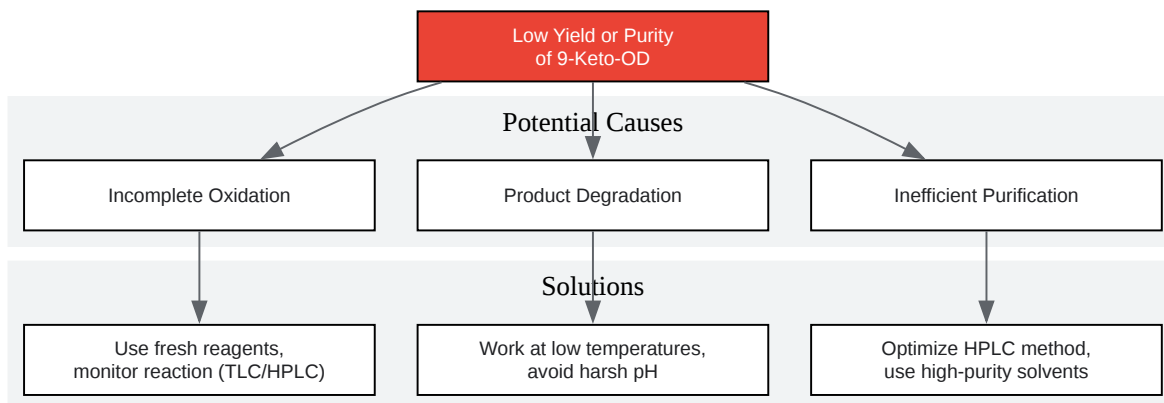 Low Yield or Purity
of 9-Keto-OD
Potential Causes
Incomplete Oxidation
Product Degradation
Inefficient Purification
Solutions
Use fresh reagents,
monitor reaction (TLC/HPLC)
Work at low temperatures,
avoid harsh pH
Optimize HPLC method,
use high-purity solvents